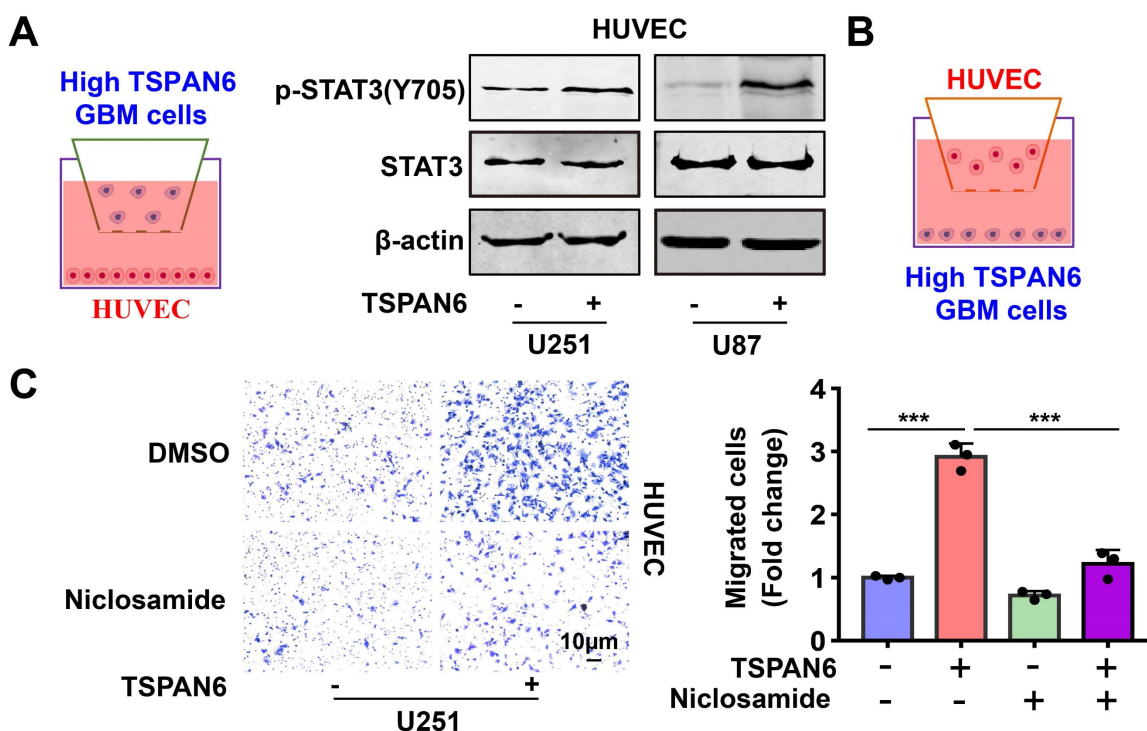 A
High TSPAN6
GBM cells
HUVEC
HUVEC
p-STAT3(Y705)
STAT3
β-actin
TSPAN6 - + - +
U251 U87
B
HUVEC
High TSPAN6
GBM cells
C
DMSO
Niclosamide
HUVEC
10μm
TSPAN6 - +
U251
Migrated cells
(Fold change)
4
3
2
1
0
*** ***
TSPAN6 - + - +
Niclosamide - - + +